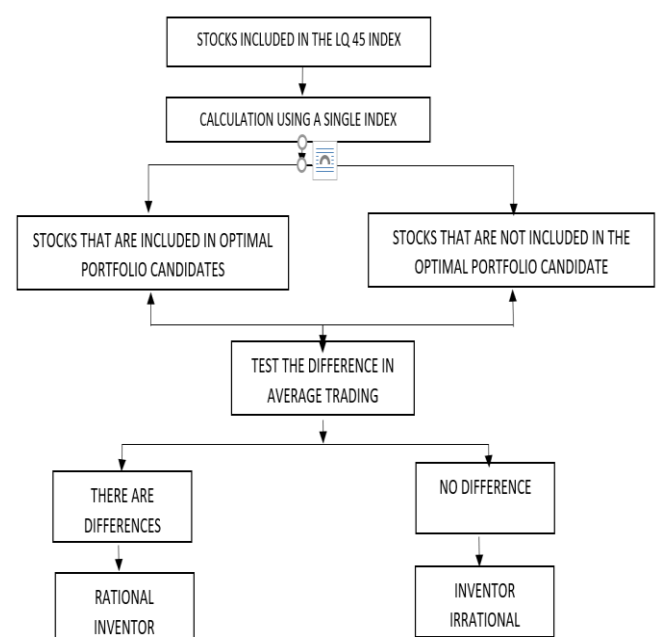 STOCKS INCLUDED IN THE LQ 45 INDEX
CALCULATION USING A SINGLE INDEX
STOCKS THAT ARE INCLUDED IN OPTIMAL
PORTFOLIO CANDIDATES
STOCKS THAT ARE NOT INCLUDED IN THE
OPTIMAL PORTFOLIO CANDIDATE
TEST THE DIFFERENCE IN
AVERAGE TRADING
THERE ARE
DIFFERENCES
NO DIFFERENCE
RATIONAL
INVENTOR
INVENTOR
IRRATIONAL